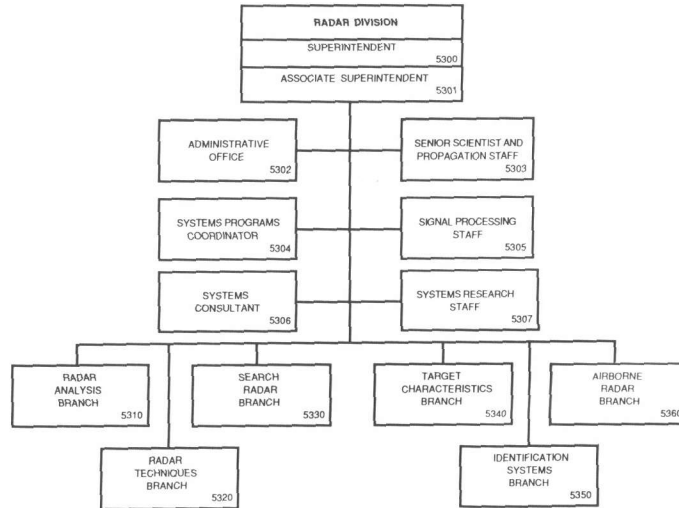 RADAR DIVISION
SUPERINTENDENT
5300
ASSOCIATE SUPERINTENDENT
5301
ADMINISTRATIVE
OFFICE
5302
SENIOR SCIENTIST AND
PROPAGATION STAFF
5303
SYSTEMS PROGRAMS
COORDINATOR
5304
SIGNAL PROCESSING
STAFF
5305
SYSTEMS
CONSULTANT
5306
SYSTEMS RESEARCH
STAFF
5307
RADAR
ANALYSIS
BRANCH
5310
SEARCH
RADAR
BRANCH
5330
TARGET
CHARACTERISTICS
BRANCH
5340
AIRBORNE
RADAR
BRANCH
5360
RADAR
TECHNIQUES
BRANCH
5320
IDENTIFICATION
SYSTEMS
BRANCH
5350